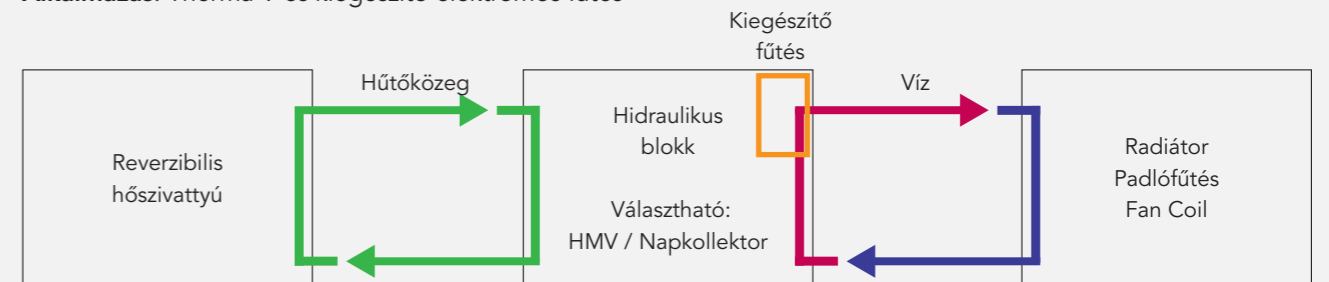 Kiegészítő
fűtés
Hűtőközeg
Víz
Reverzibilis
hőszivattyú
Hidraulikus
blokk
Választható:
HMV / Napkollektor
Radiátor
Padlófűtés
Fan Coil